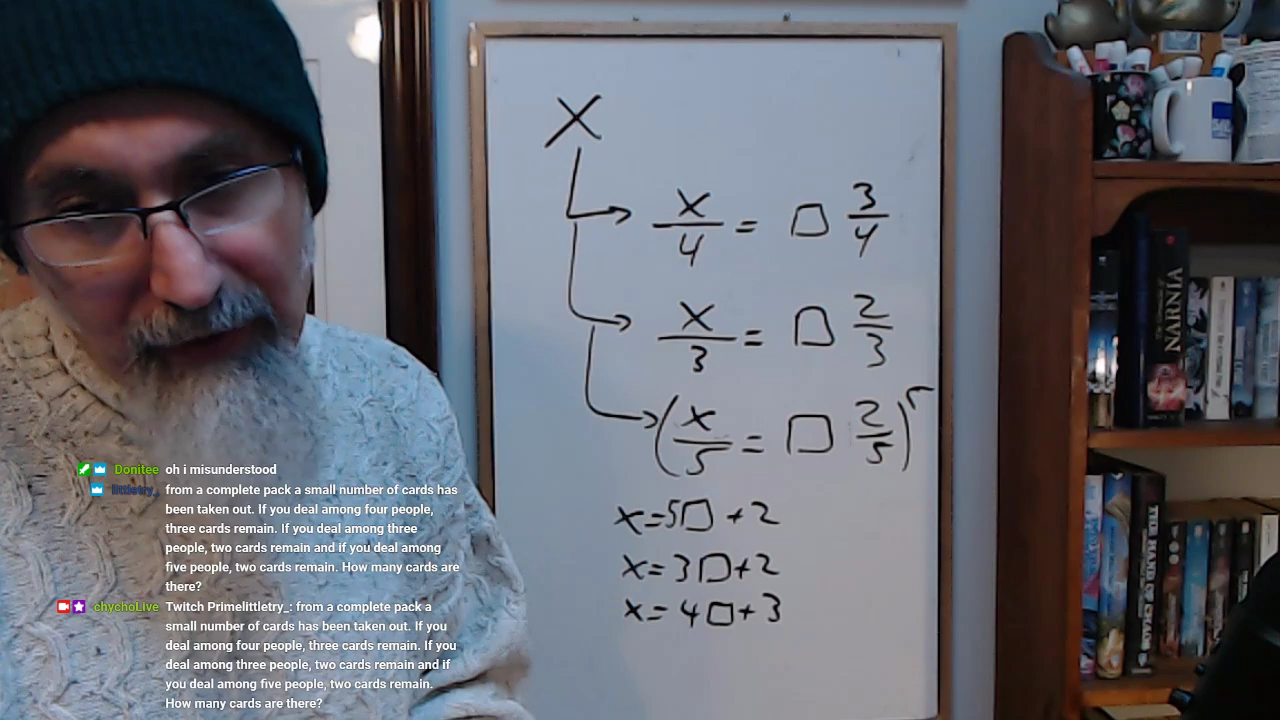 X
x/4 = □ 3/4
x/3 = □ 2/3
(x/5 = □ 2/5)5
x=5□+2
x=3□+2
x=4□+3
NARNIA
Donitee oh i misunderstood
littletry_ from a complete pack a small number of cards has
been taken out. If you deal among four people,
three cards remain. If you deal among three
people, two cards remain and if you deal among
five people, two cards remain. How many cards are
there?
chychoLive Twitch Primelittletry_: from a complete pack a
small number of cards has been taken out. If you
deal among four people, three cards remain. If you
deal among three people, two cards remain and if
you deal among five people, two cards remain.
How many cards are there?